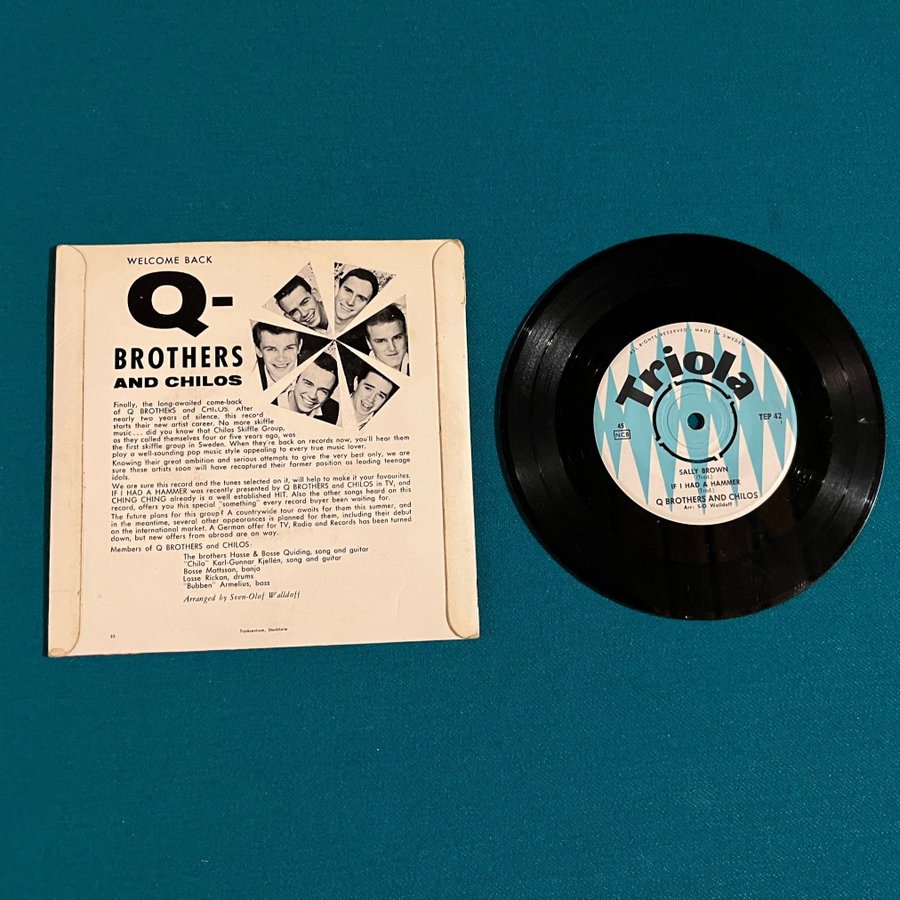 WELCOME BACK
Q-
BROTHERS
AND CHILOS
Finally, the long-awaited come-back
of Q BROTHERS and CHILOS. After
nearly two years of silence, this record
starts their new artist career. No more skiffle
music... did you know that Chilos Skiffle Group,
as they called themselves four or five years ago, was
the first skiffle group in Sweden. When they're back on records now, you'll hear them
play a well-sounding pop music style appealing to every true music lover.
Knowing their great ambition and serious attempts to give the very best only, we are
sure these artists soon will have recaptured their former position as leading teenage
idols.
We are sure this record and the tunes selected on it, will help to make it your favourites.
IF I HAD A HAMMER was recently presented by Q BROTHERS and CHILOS in TV, and
CHING CHING already is a well established HIT. Also the other songs heard on this
record, offers you this special "something" every record buyer been waiting for.
The future plans for this group? A countrywide tour awaits for them this summer, and
in the meantime, several other appearances is planned for them, including their debut
on the international market. A German offer for TV, Radio and Records has been turned
down, but new offers from abroad are on way.
Members of Q BROTHERS and CHILOS:
The brothers Hasse & Bosse Quiding, song and guitar
"Chilo" Karl-Gunnar Kjellén, song and guitar
Bosse Mattsson, banjo
Lasse Rickan, drums
"Bubben" Armelius, bass
Arranged by Sven-Olof Walldoff
33
Tryckcentrum, Stockholm
ALL RIGHTS RESERVED - MADE IN SWEDEN
Triola
45
NCB
TEP 42
1
SALLY BROWN
(Trad.)
IF I HAD A HAMMER
(Trad.)
Q BROTHERS AND CHILOS
Arr: S-O Walldoff